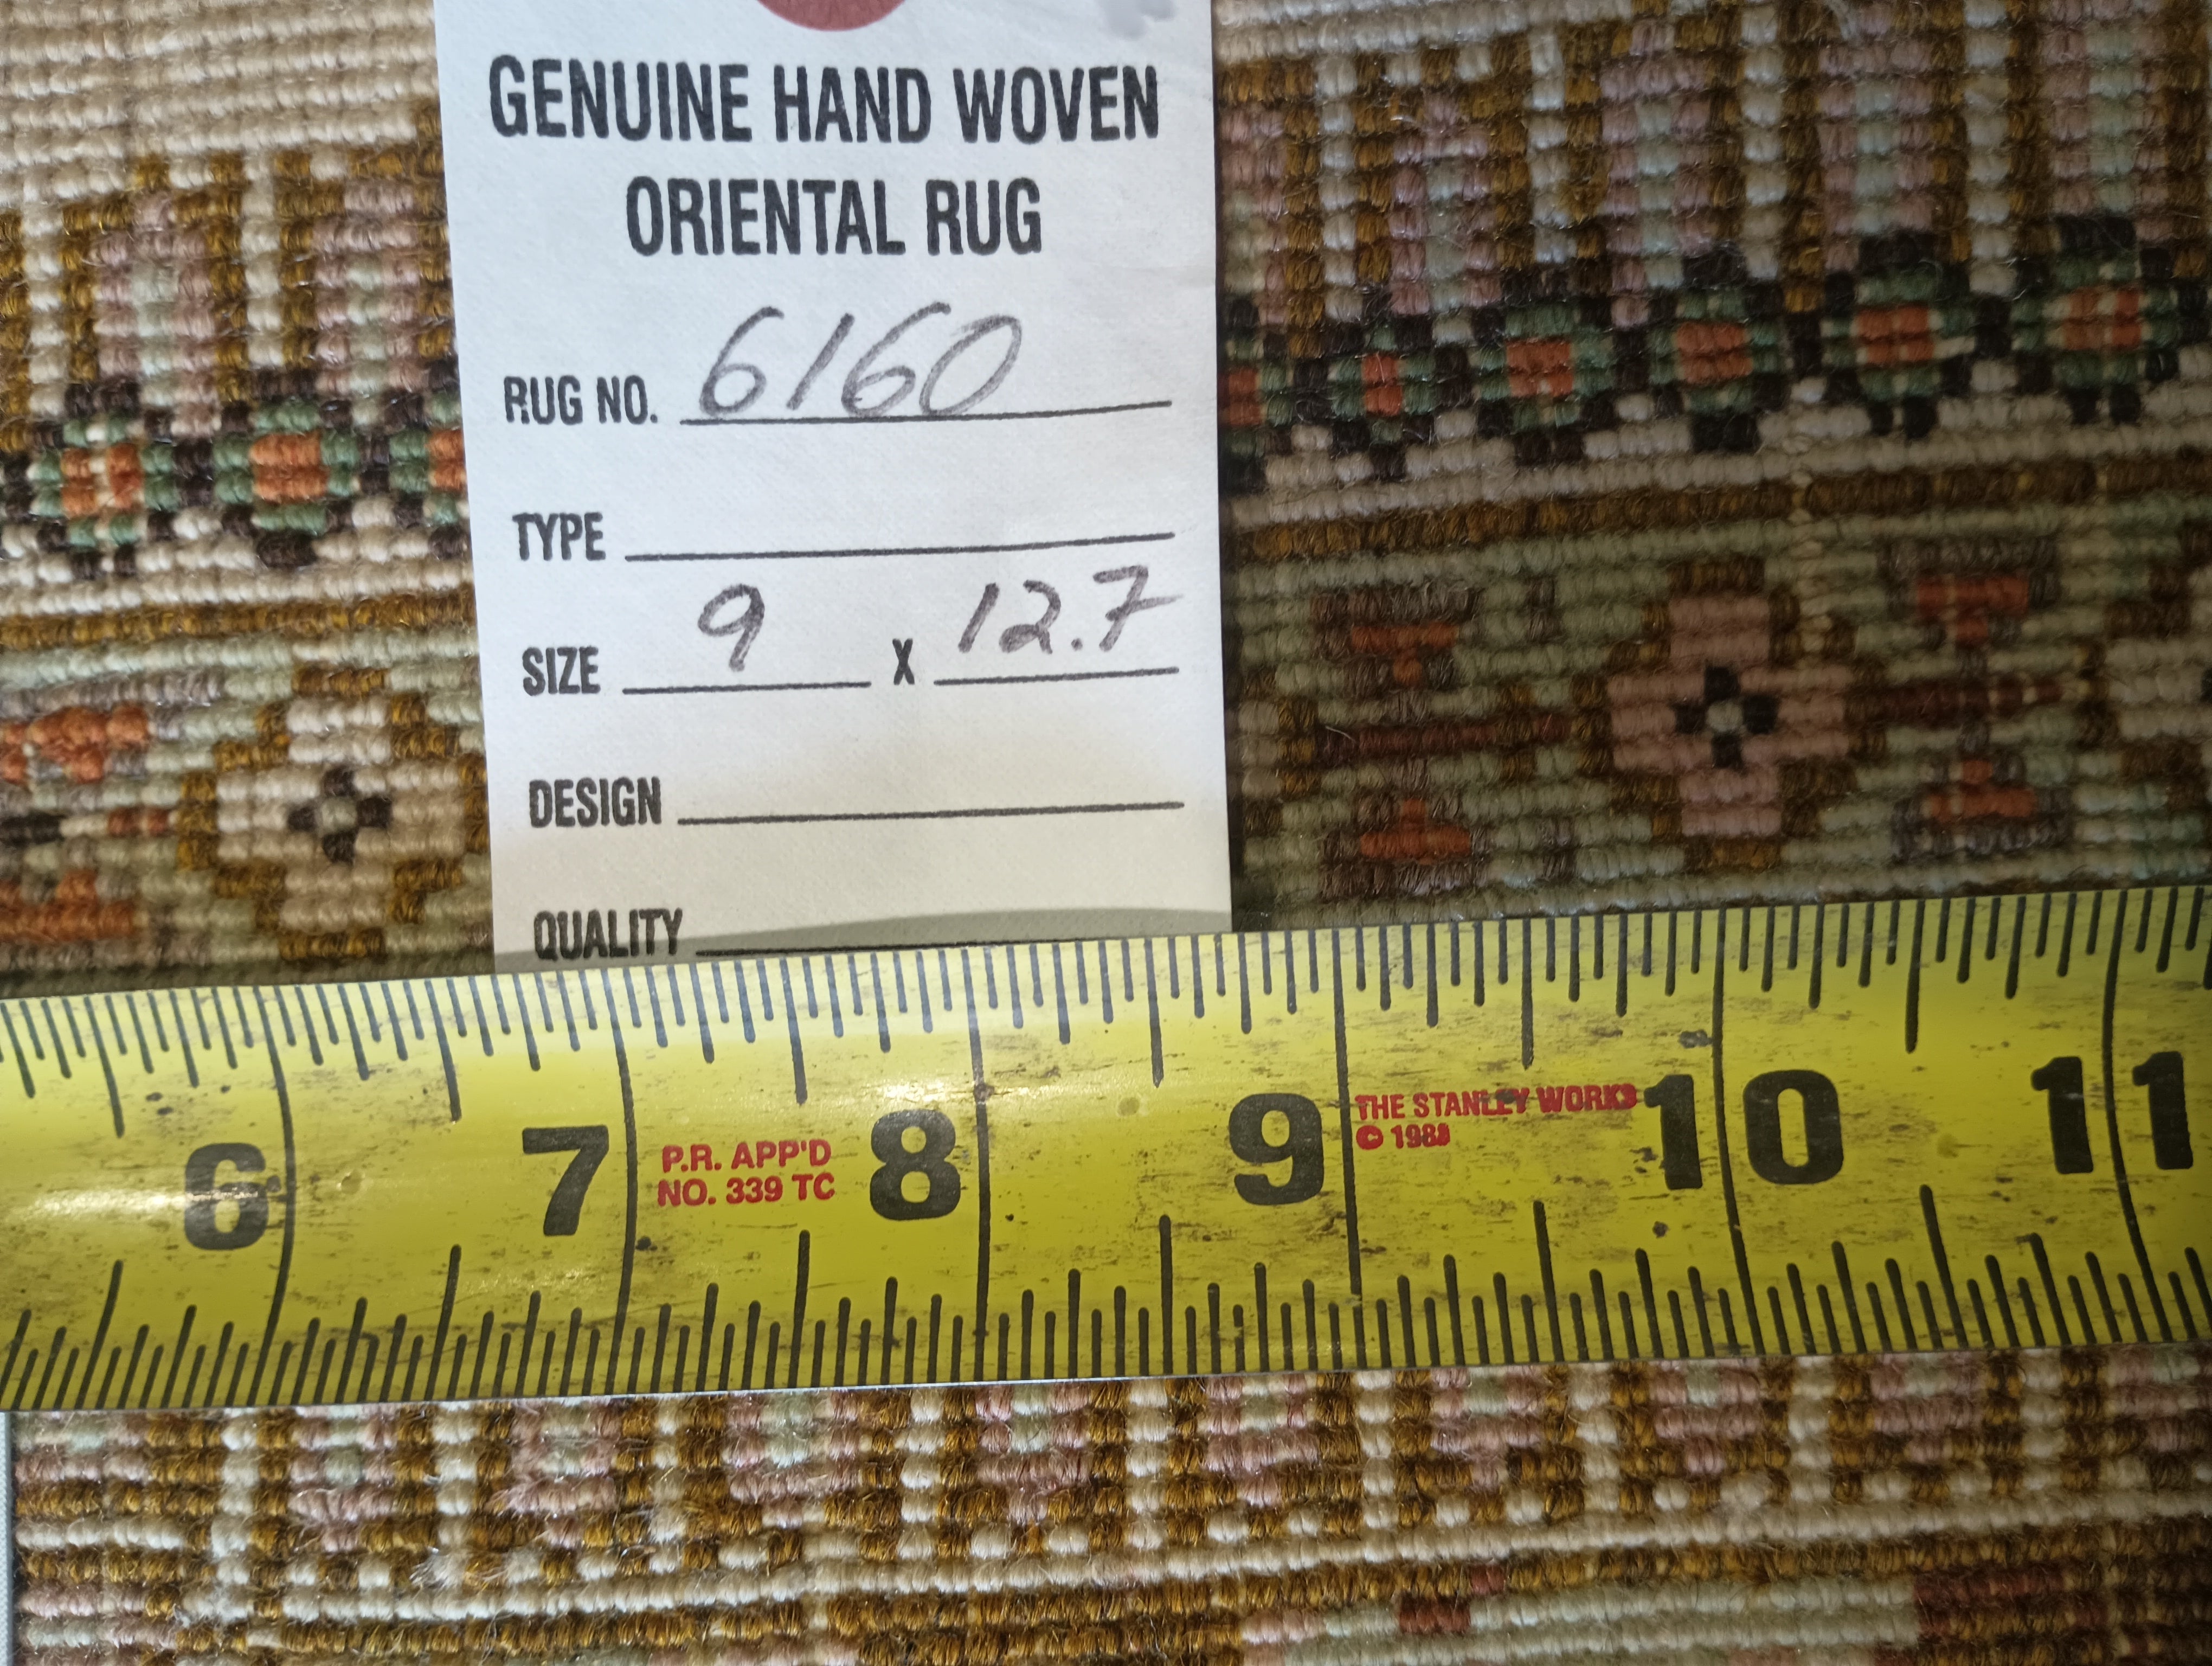 GENUINE HAND WOVEN
ORIENTAL RUG
RUG NO. 6160
TYPE
SIZE 9 X 12.7
DESIGN
QUALITY
6 7 8 9 10 11
P.R. APP'D
NO. 339 TC
THE STANLEY WORKS
©